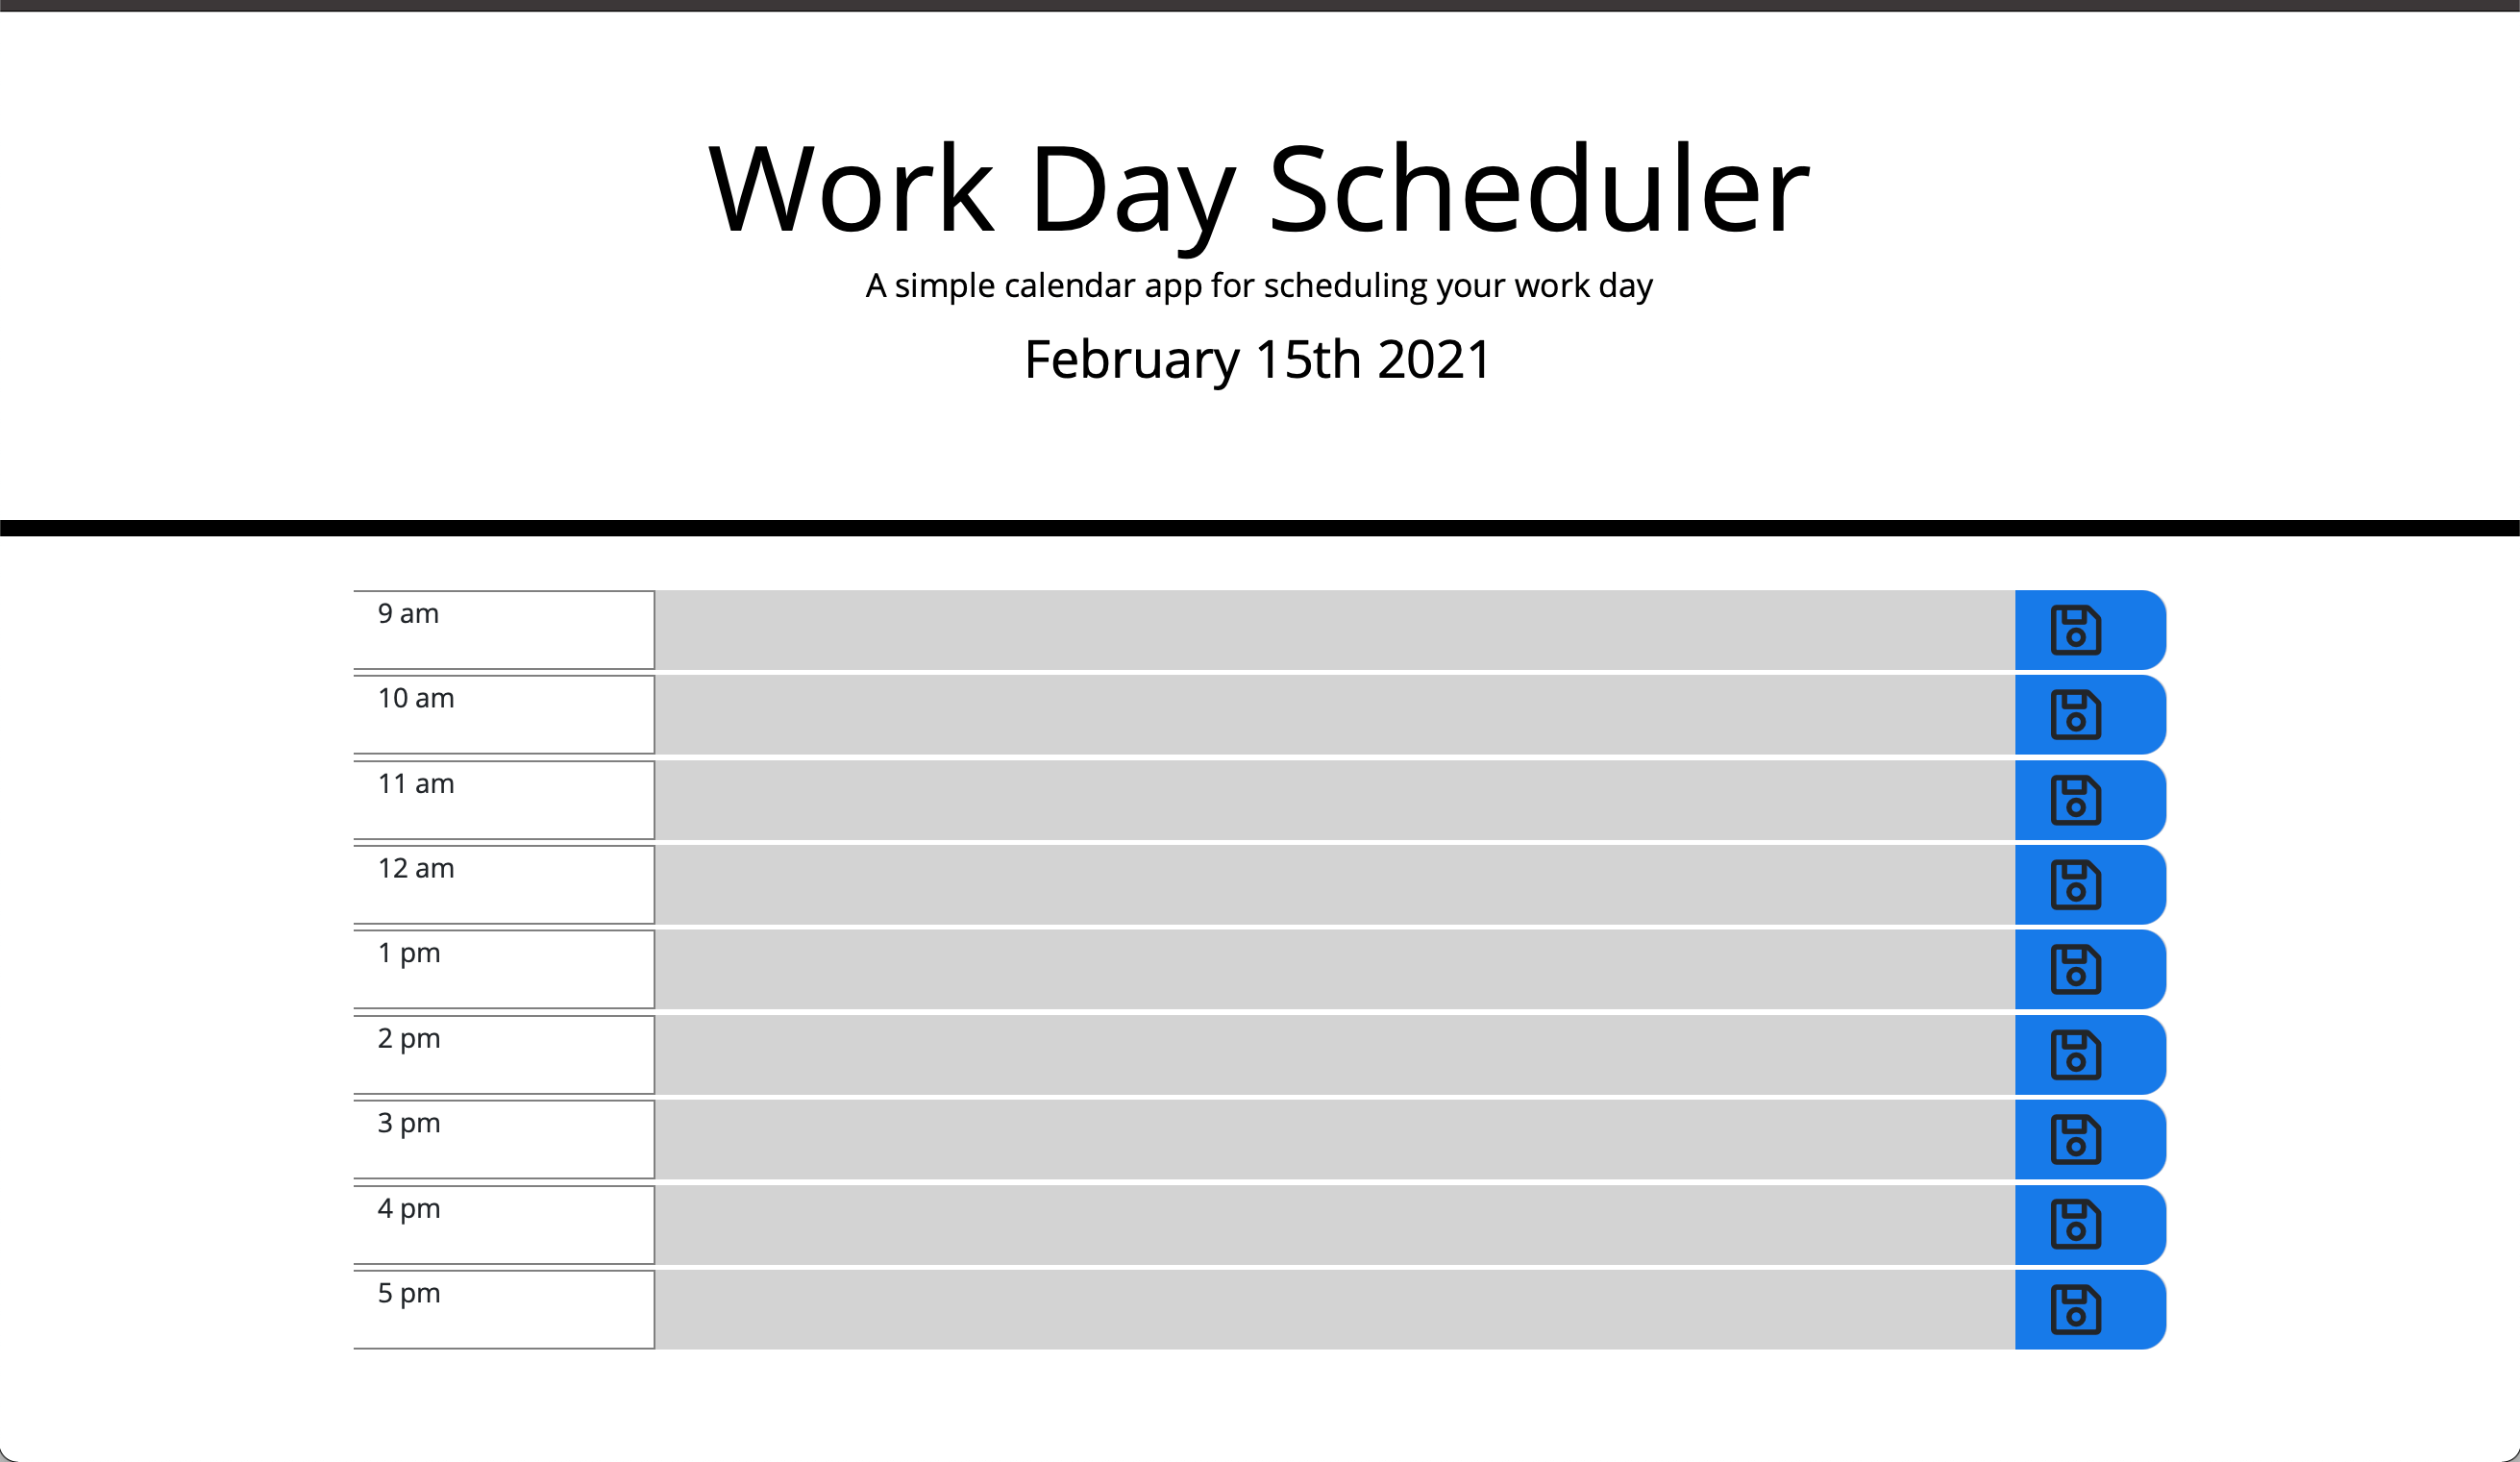 Work Day Scheduler
A simple calendar app for scheduling your work day
February 15th 2021
9 am
10 am
11 am
12 am
1 pm
2 pm
3 pm
4 pm
5 pm